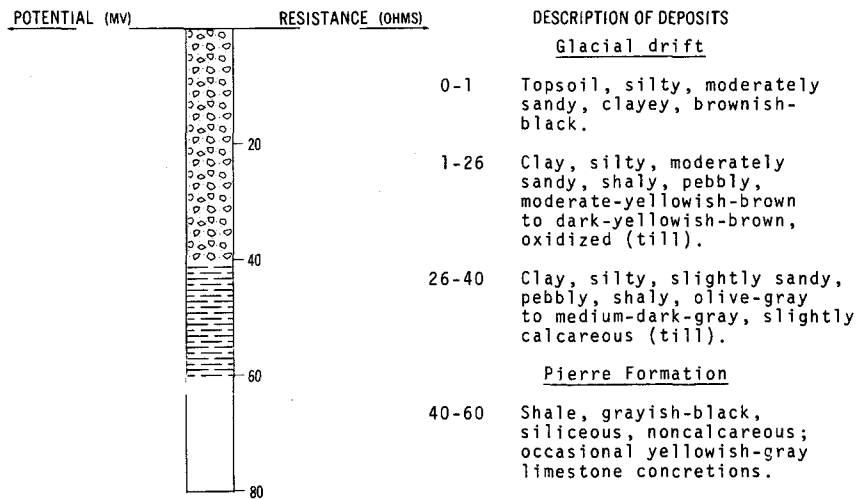 POTENTIAL (MV) RESISTANCE (OHMS) DESCRIPTION OF DEPOSITS
Glacial drift
0-1 Topsoil, silty, moderately
sandy, clayey, brownish-
black.
20
1-26 Clay, silty, moderately
sandy, shaly, pebbly,
moderate-yellowish-brown
to dark-yellowish-brown,
oxidized (till).
40
26-40 Clay, silty, slightly sandy,
pebbly, shaly, olive-gray
to medium-dark-gray, slightly
calcareous (till).
60
Pierre Formation
40-60 Shale, grayish-black,
siliceous, noncalcareous;
occasional yellowish-gray
limestone concretions.
80